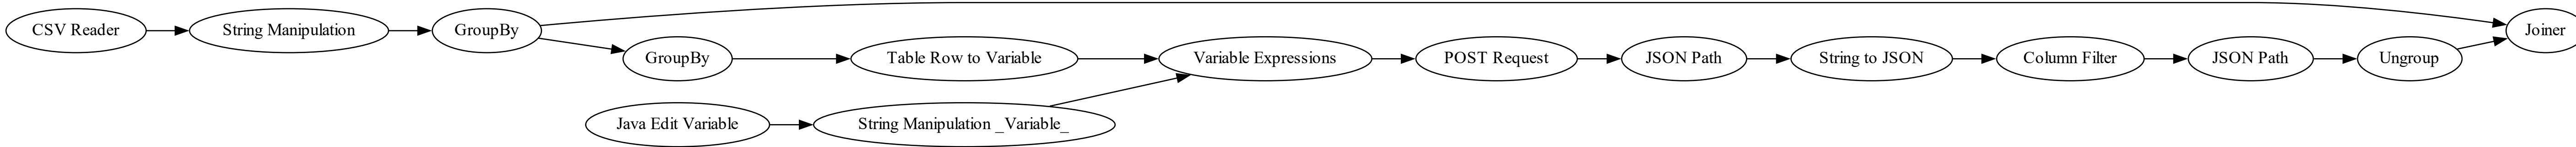 CSV Reader
String Manipulation
GroupBy
GroupBy
Table Row to Variable
Variable Expressions
POST Request
JSON Path
String to JSON
Column Filter
JSON Path
Ungroup
Joiner
Java Edit Variable
String Manipulation _Variable_